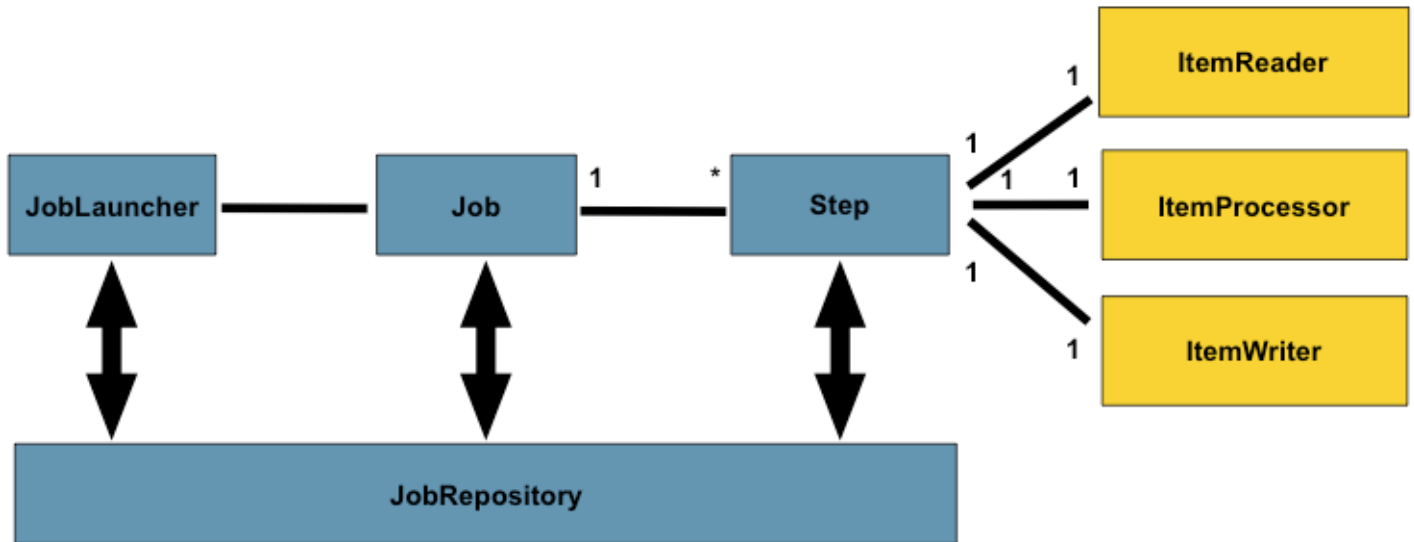 ItemReader
1
1
JobLauncher
Job
1
*
Step
1
1
ItemProcessor
1
1
ItemWriter
JobRepository